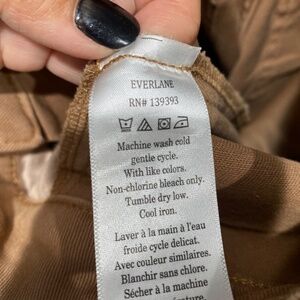 EVERLANE
RN# 139393
Machine wash cold
gentle cycle.
With like colors.
Non-chlorine bleach only.
Tumble dry low.
Cool iron.
Laver à la main à l'eau
froide cycle delicat.
Avec couleur similaires.
Blanchir sans chlore.
Sécher à la machine